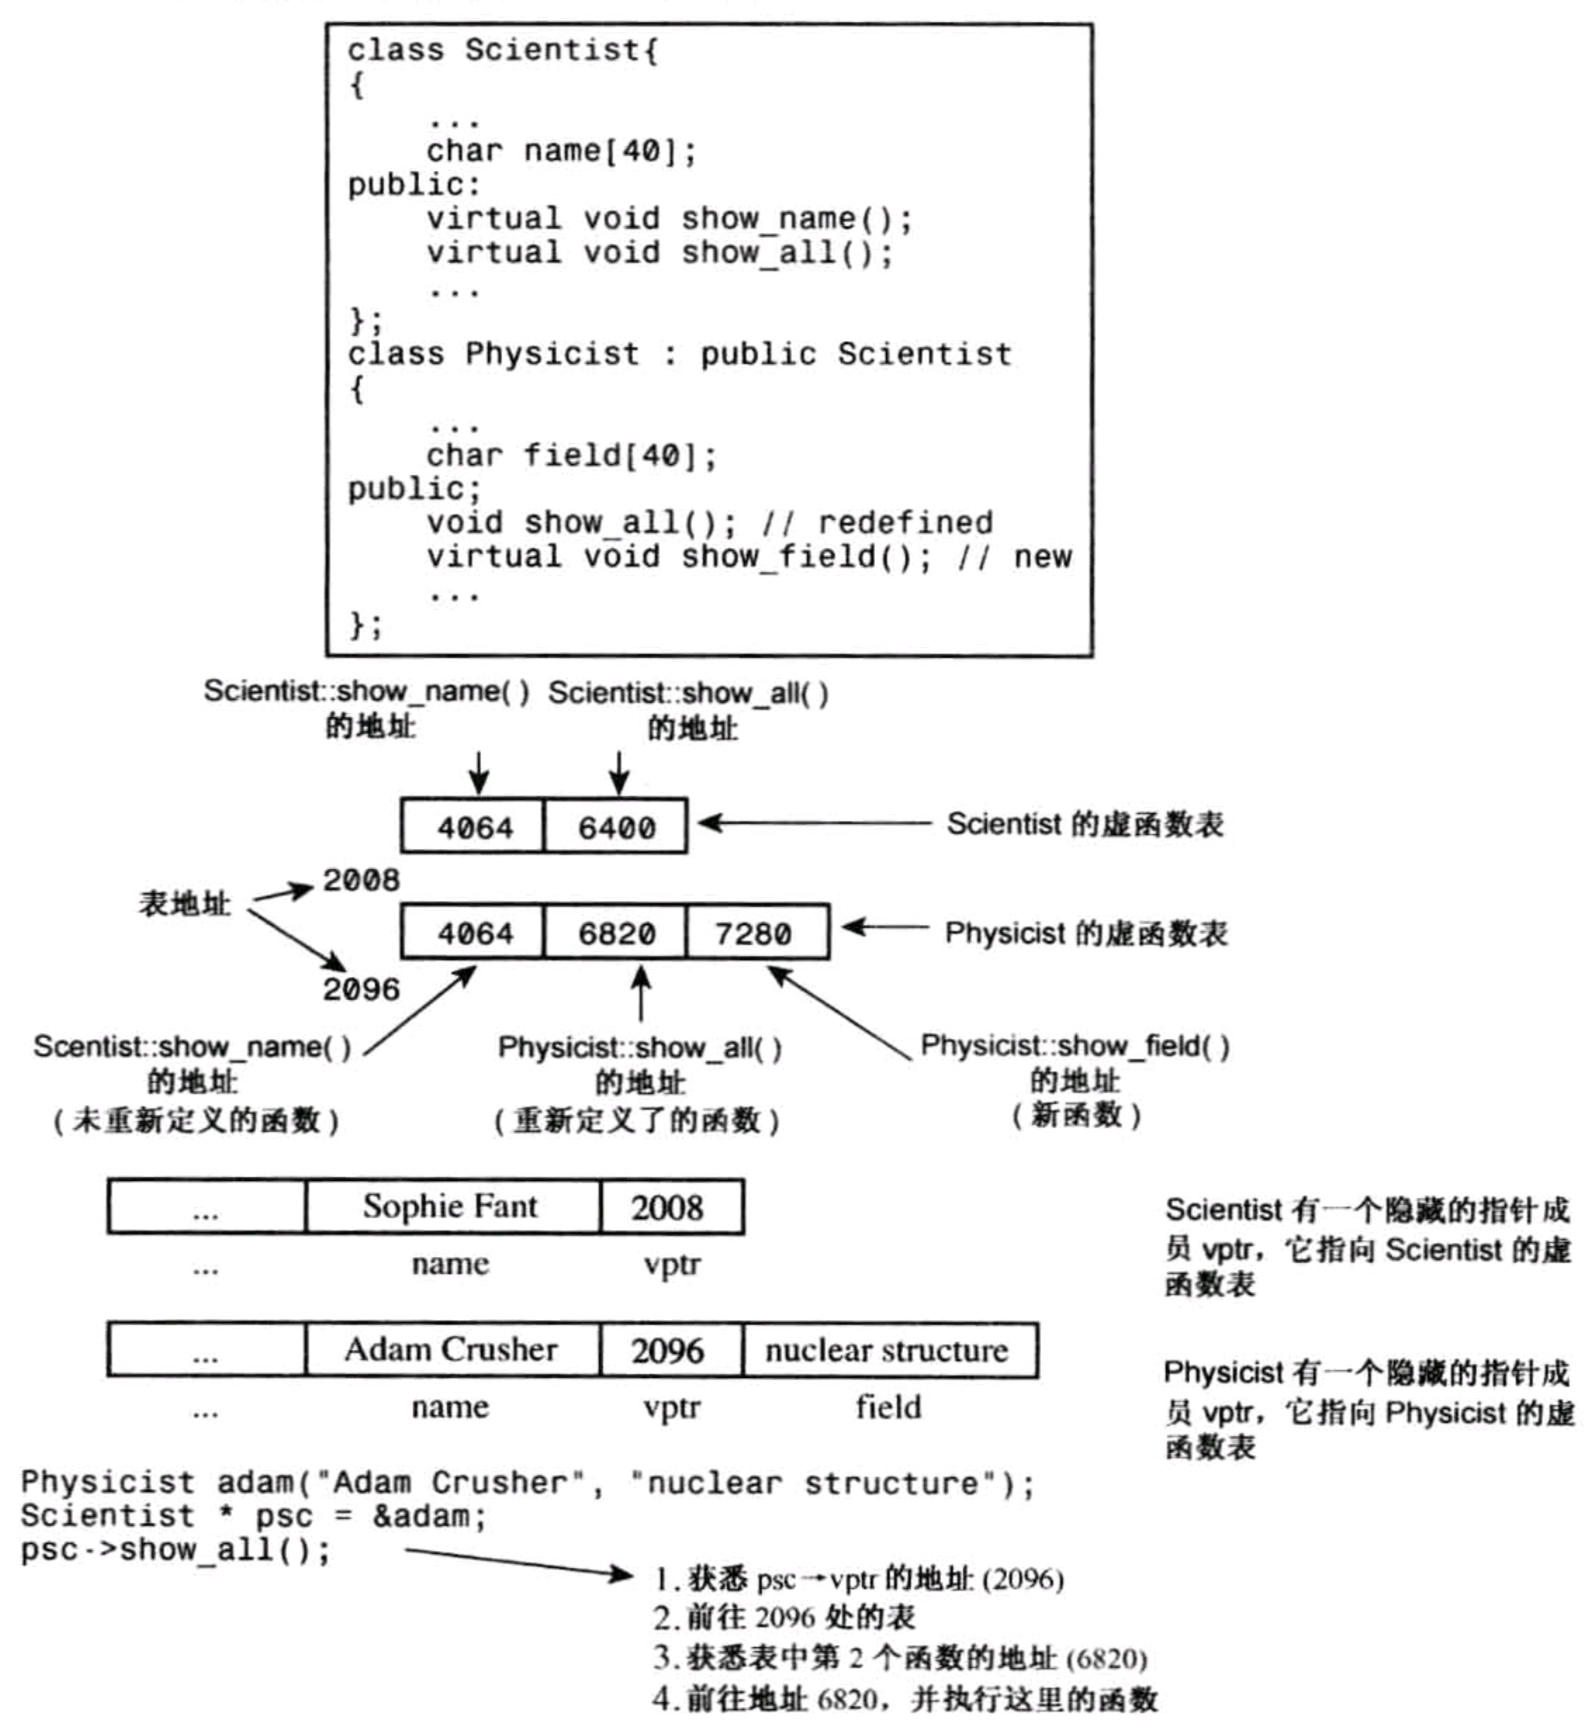 class Scientist{
{
    ...
    char name[40];
public:
    virtual void show_name();
    virtual void show_all();
    ...
};
class Physicist : public Scientist
{
    ...
    char field[40];
public;
    void show_all(); // redefined
    virtual void show_field(); // new
    ...
};
Scientist::show_name( ) Scientist::show_all( )
的地址 的地址
4064 6400 Scientist 的虚函数表
表地址 2008
4064 6820 7280 Physicist 的虚函数表
2096
Scentist::show_name( ) Physicist::show_all( ) Physicist::show_field( )
的地址 的地址 的地址
(未重新定义的函数) (重新定义了的函数) (新函数)
... Sophie Fant 2008
... name vptr
Scientist 有一个隐藏的指针成
员 vptr，它指向 Scientist 的虚
函数表
... Adam Crusher 2096 nuclear structure
... name vptr field
Physicist 有一个隐藏的指针成
员 vptr，它指向 Physicist 的虚
函数表
Physicist adam("Adam Crusher", "nuclear structure");
Scientist * psc = &adam;
psc->show_all();
1.获悉 psc→vptr 的地址 (2096)
2.前往 2096 处的表
3.获悉表中第 2 个函数的地址 (6820)
4.前往地址 6820，并执行这里的函数